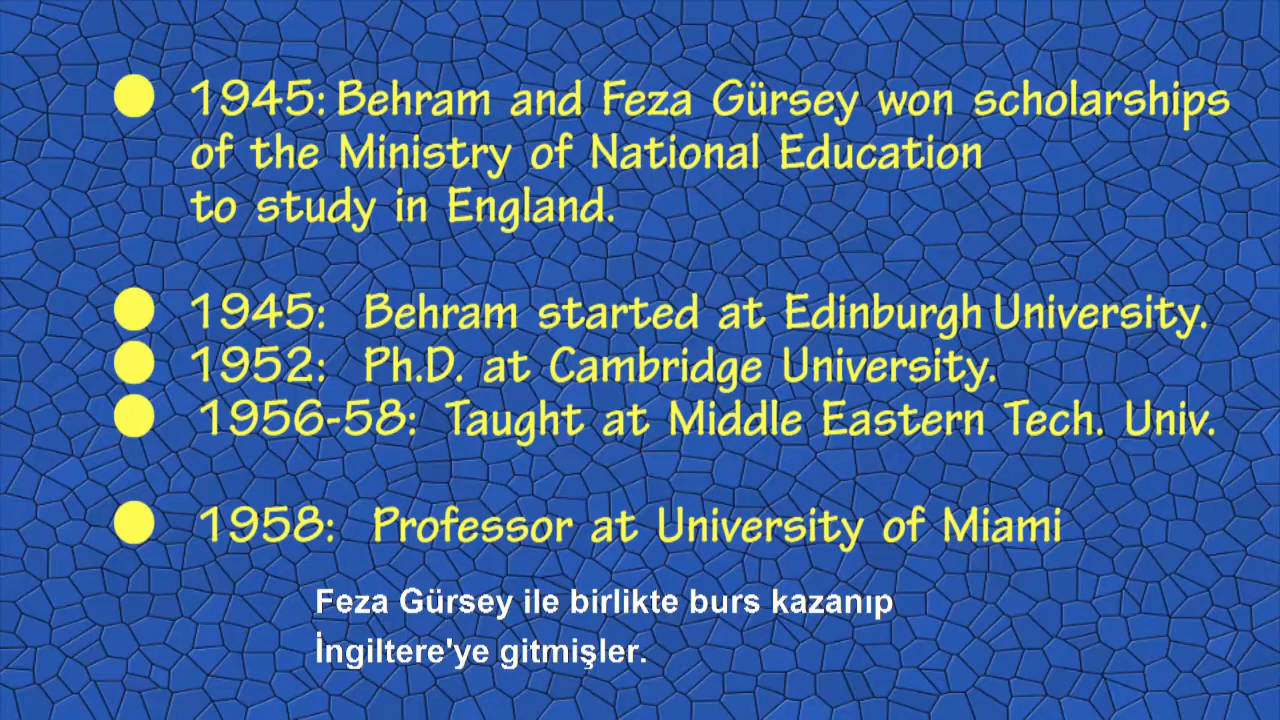 1945: Behram and Feza Gürsey won scholarships
of the Ministry of National Education
to study in England.
1945: Behram started at Edinburgh University.
1952: Ph.D. at Cambridge University.
1956-58: Taught at Middle Eastern Tech. Univ.
1958: Professor at University of Miami
Feza Gürsey ile birlikte burs kazanıp
İngiltere'ye gitmişler.